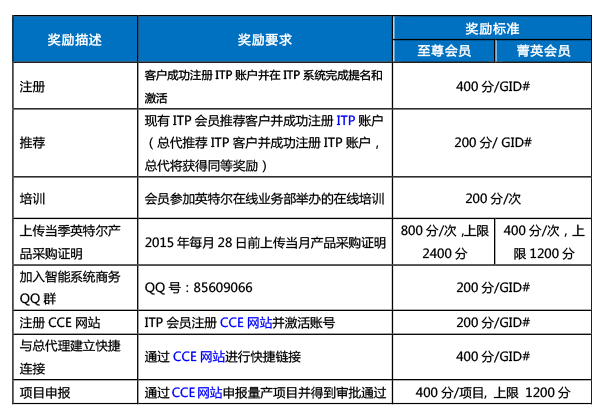 奖励描述 奖励要求 奖励标准
至尊会员 菁英会员
注册 客户成功注册 ITP 账户并在 ITP 系统完成提名和
激活 400 分/GID#
推荐 现有 ITP 会员推荐客户并成功注册 ITP 账户
（总代推荐 ITP 客户并成功注册 ITP 账户，
总代将获得同等奖励） 200 分/ GID#
培训 会员参加英特尔在线业务部举办的在线培训 200 分/次
上传当季英特尔产
品采购证明 2015 年每月 28 日前上传当月产品采购证明 800 分/次 ,上限
2400 分 400 分/次，上
限 1200 分
加入智能系统商务
QQ 群 QQ 号：85609066 200 分/GID#
注册 CCE 网站 ITP 会员注册 CCE 网站并激活账号 200 分/GID#
与总代理建立快捷
连接 通过 CCE 网站进行快捷链接 400 分/GID#
项目申报 通过 CCE 网站申报量产项目并得到审批通过 400 分/项目, 上限 1200 分